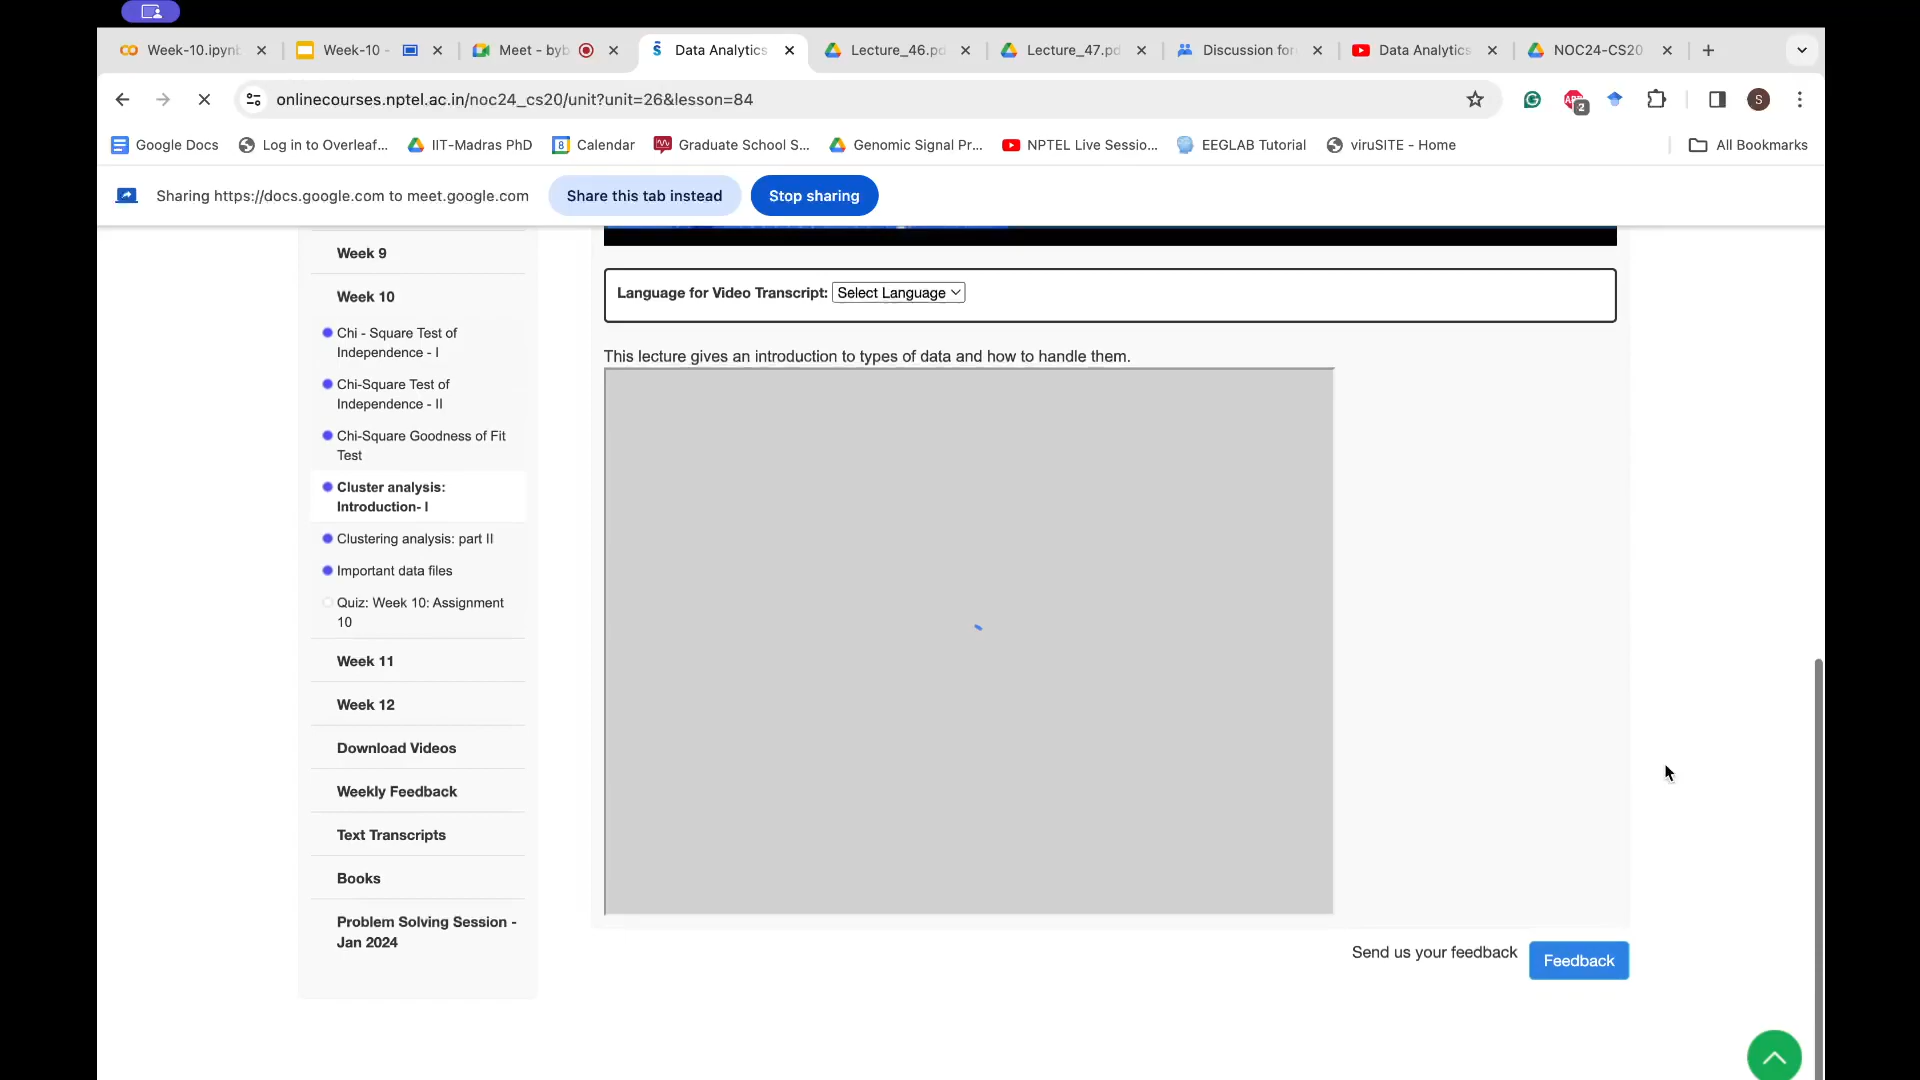 Week-10.ipynb
Week-10 -
Meet - byb
Data Analytics
Lecture_46.pd
Lecture_47.pd
Discussion for
Data Analytics
NOC24-CS20
onlinecourses.nptel.ac.in/noc24_cs20/unit?unit=26&lesson=84
2
S
Google Docs
Log in to Overleaf...
IIT-Madras PhD
8
Calendar
Graduate School S...
Genomic Signal Pr...
NPTEL Live Sessio...
EEGLAB Tutorial
viruSITE - Home
All Bookmarks
Sharing https://docs.google.com to meet.google.com
Share this tab instead
Stop sharing
Week 9
Week 10
Chi - Square Test of
Independence - I
Chi-Square Test of
Independence - II
Chi-Square Goodness of Fit
Test
Cluster analysis:
Introduction- I
Clustering analysis: part II
Important data files
Quiz: Week 10: Assignment
10
Week 11
Week 12
Download Videos
Weekly Feedback
Text Transcripts
Books
Problem Solving Session -
Jan 2024
Language for Video Transcript: Select Language
This lecture gives an introduction to types of data and how to handle them.
Send us your feedback
Feedback